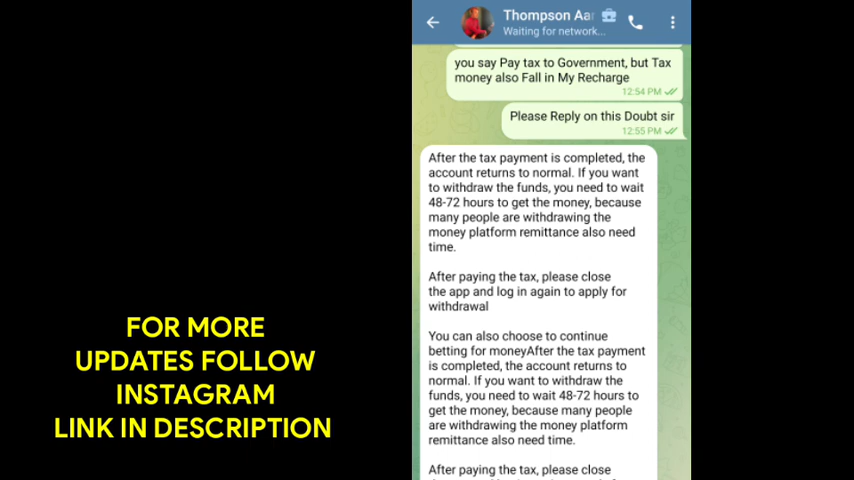 FOR MORE
UPDATES FOLLOW
INSTAGRAM
LINK IN DESCRIPTION
Thompson Aar
Waiting for network...
you say Pay tax to Government, but Tax
money also Fall in My Recharge
12:54 PM
Please Reply on this Doubt sir
12:55 PM
After the tax payment is completed, the
account returns to normal. If you want
to withdraw the funds, you need to wait
48-72 hours to get the money, because
many people are withdrawing the
money platform remittance also need
time.
After paying the tax, please close
the app and log in again to apply for
withdrawal
You can also choose to continue
betting for moneyAfter the tax payment
is completed, the account returns to
normal. If you want to withdraw the
funds, you need to wait 48-72 hours to
get the money, because many people
are withdrawing the money platform
remittance also need time.
After paying the tax, please close